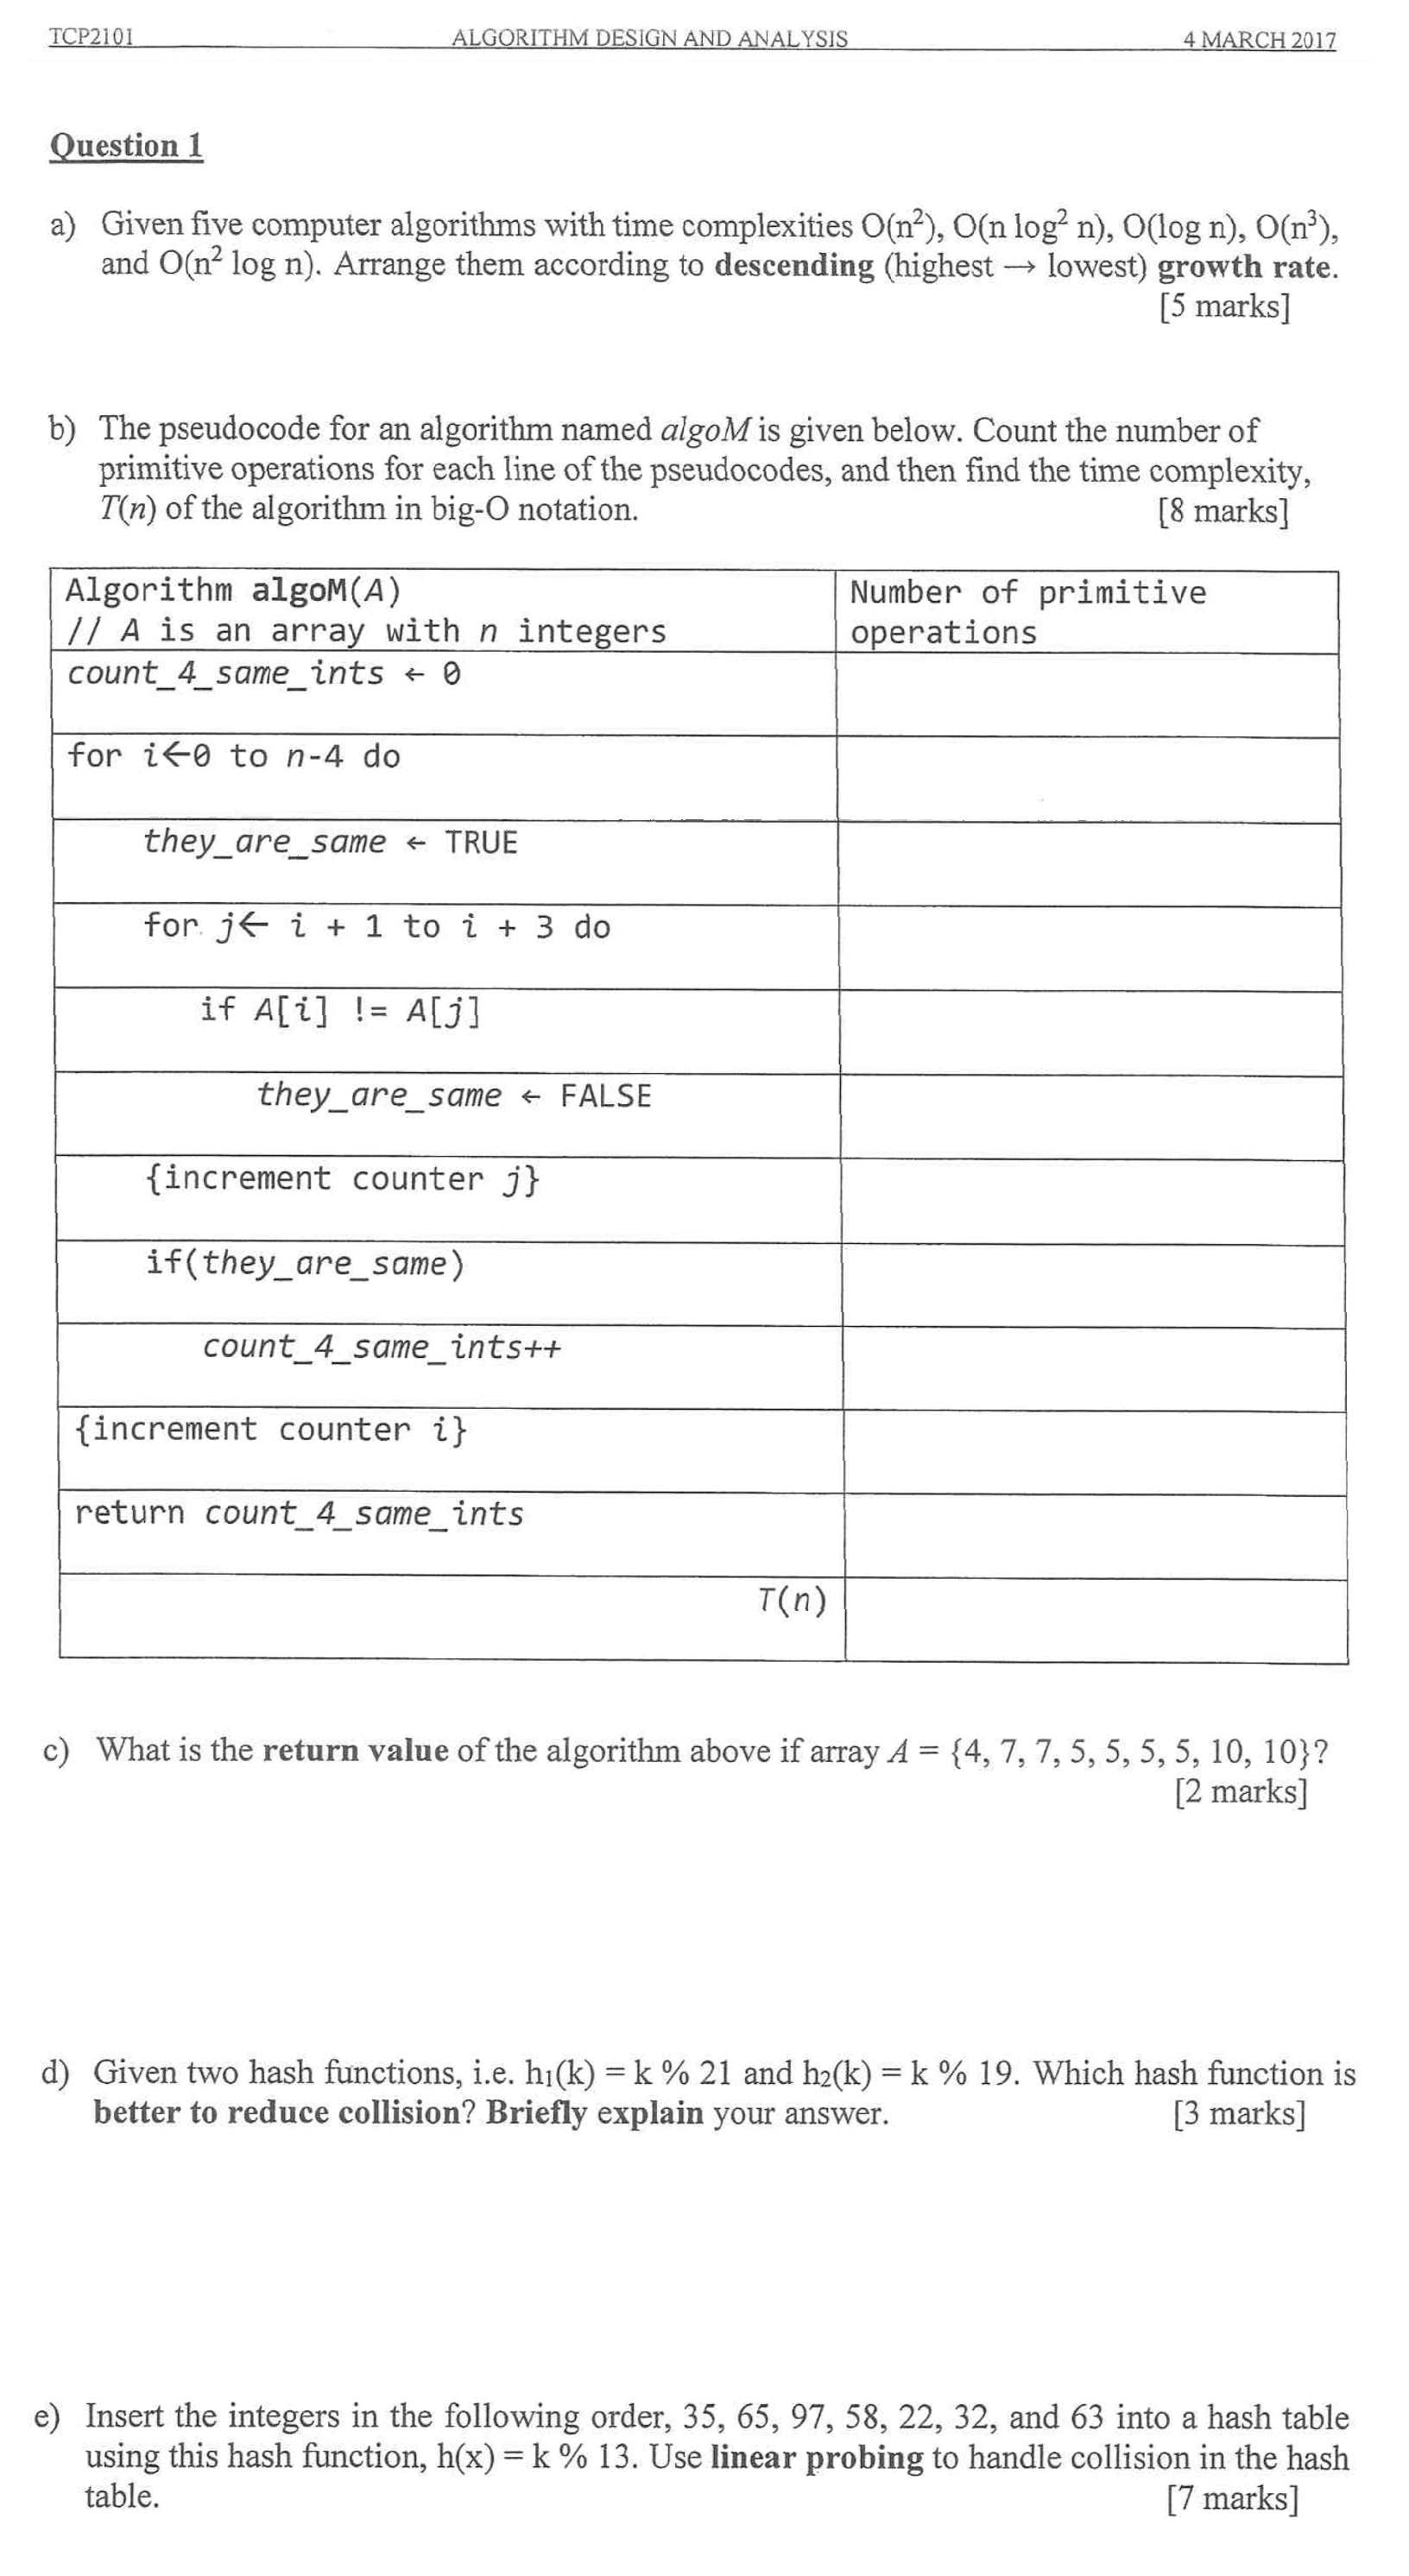 TCP2101 ALGORITHM DESIGN AND ANALYSIS 4 MARCH 2017
Question 1
a) Given five computer algorithms with time complexities O(n²), O(n log² n), O(log n), O(n³),
and O(n² log n). Arrange them according to descending (highest → lowest) growth rate.
[5 marks]
b) The pseudocode for an algorithm named algoM is given below. Count the number of
primitive operations for each line of the pseudocodes, and then find the time complexity,
T(n) of the algorithm in big-O notation. [8 marks]
Algorithm algoM(A)
// A is an array with n integers
Number of primitive
operations
count_4_same_ints ← 0
for i←0 to n-4 do
they_are_same ← TRUE
for j← i + 1 to i + 3 do
if A[i] != A[j]
they_are_same ← FALSE
{increment counter j}
if(they_are_same)
count_4_same_ints++
{increment counter i}
return count_4_same_ints
T(n)
c) What is the return value of the algorithm above if array A = {4, 7, 7, 5, 5, 5, 5, 10, 10}?
[2 marks]
d) Given two hash functions, i.e. h₁(k) = k % 21 and h₂(k) = k % 19. Which hash function is
better to reduce collision? Briefly explain your answer. [3 marks]
e) Insert the integers in the following order, 35, 65, 97, 58, 22, 32, and 63 into a hash table
using this hash function, h(x) = k % 13. Use linear probing to handle collision in the hash
table. [7 marks]